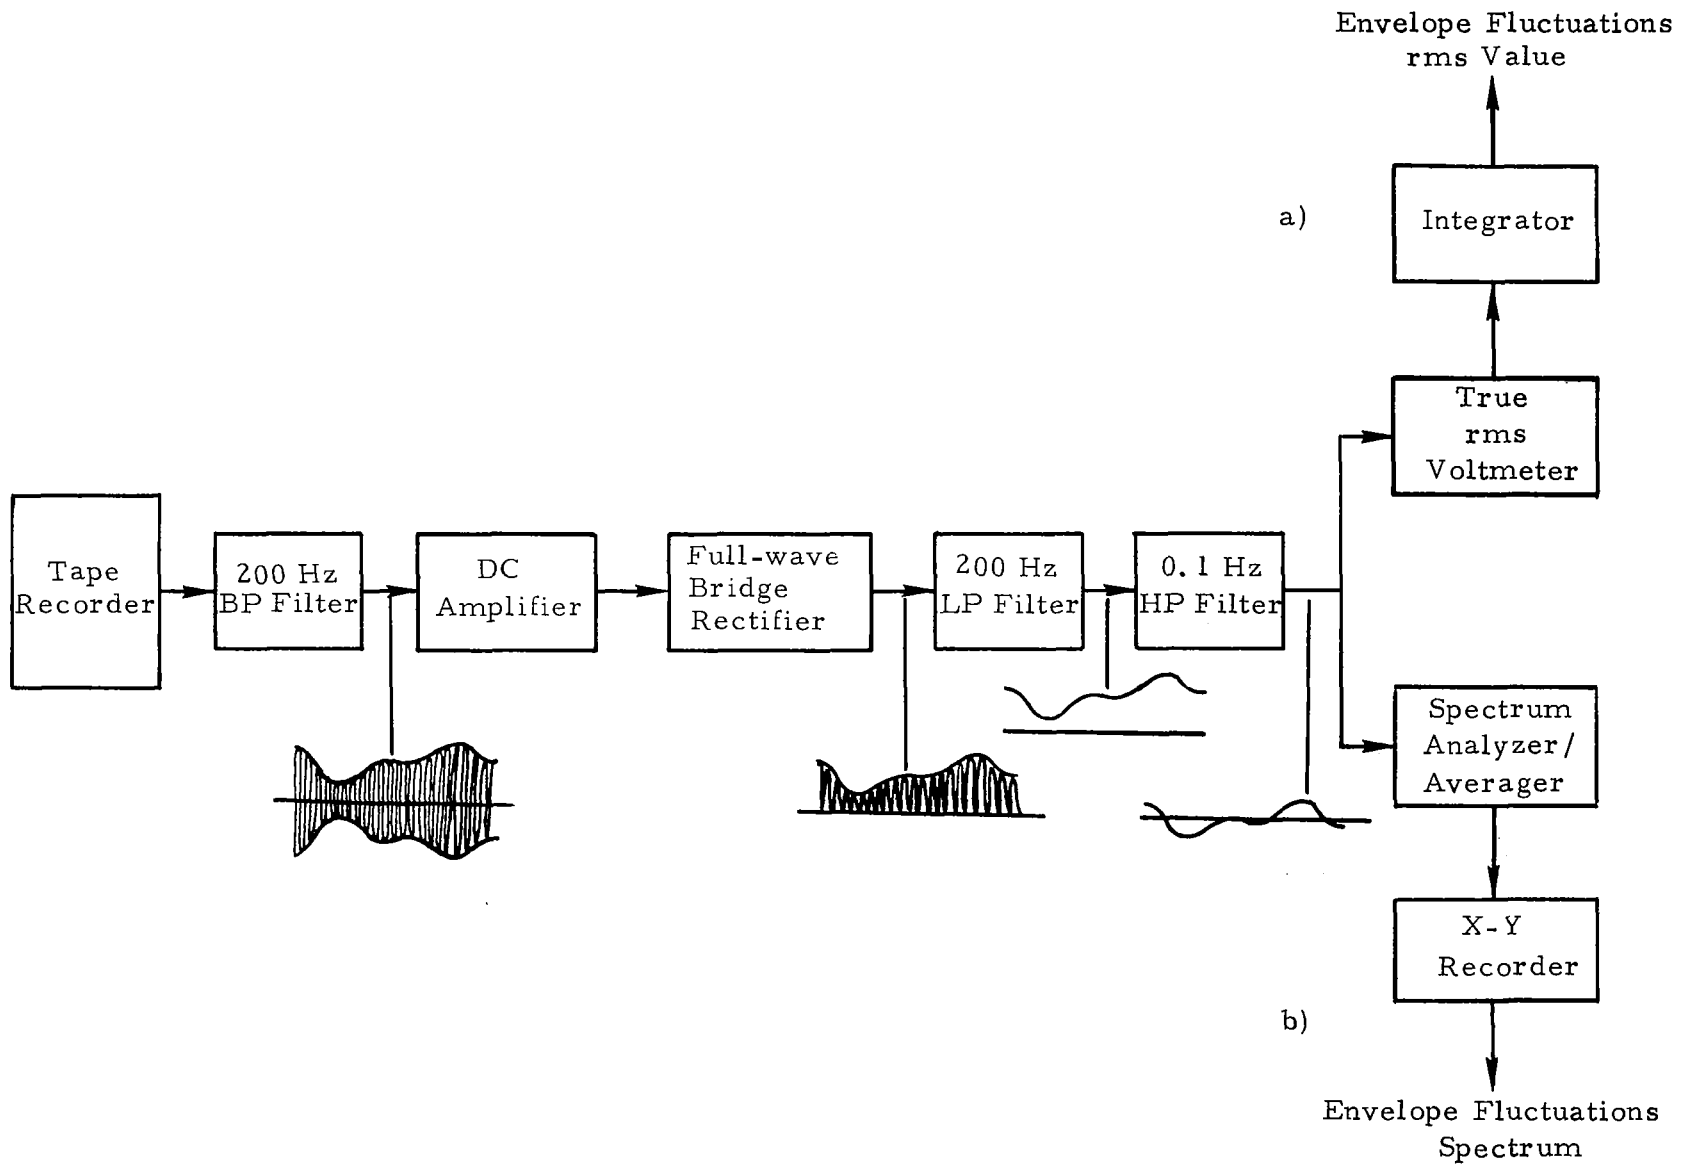 Envelope Fluctuations
rms Value
a)
Integrator
True
rms
Voltmeter
Tape
Recorder
200 Hz
BP Filter
DC
Amplifier
Full-wave
Bridge
Rectifier
200 Hz
LP Filter
0.1 Hz
HP Filter
Spectrum
Analyzer/
Averager
X-Y
Recorder
b)
Envelope Fluctuations
Spectrum